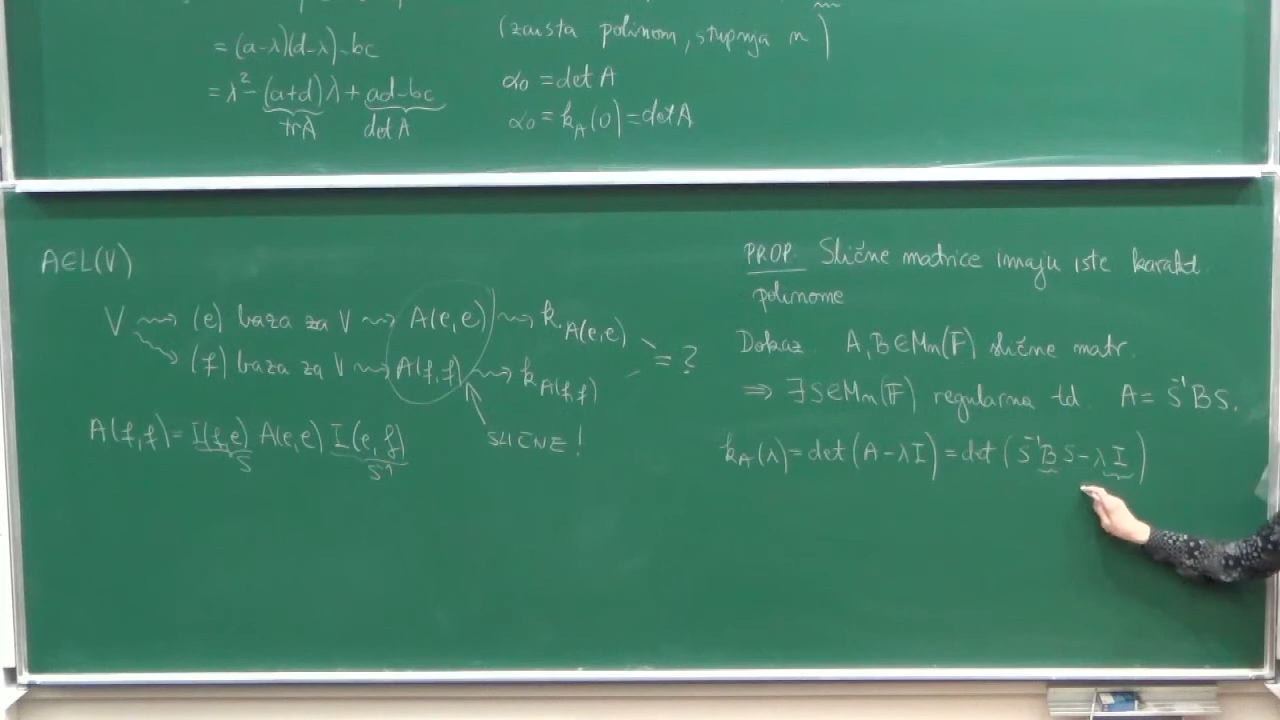 = (a-λ)(d-λ)-bc
= λ² - (a+d)λ + ad-bc
trA detA
(zaista polinom, stupnja n)
α₀ = det A
α₀ = k_A(0) = det A
A∈L(V)
V ⟿ (e) baza za V ⟿ A(e,e) ⟿ k_A(e,e)
⟿ (f) baza za V ⟿ A(f,f) ⟿ k_A(f,f)
= ?
A(f,f) = I(f,e) A(e,e) I(e,f)
S S⁻¹
SLIČNE!
PROP. Slične matrice imaju iste karakt.
polinome
Dokaz. A,B∈Mn(F) slične matr.
⇒ ∃S∈Mn(F) regularna td. A = S⁻¹BS.
k_A(λ) = det(A-λI) = det(S⁻¹BS-λI)